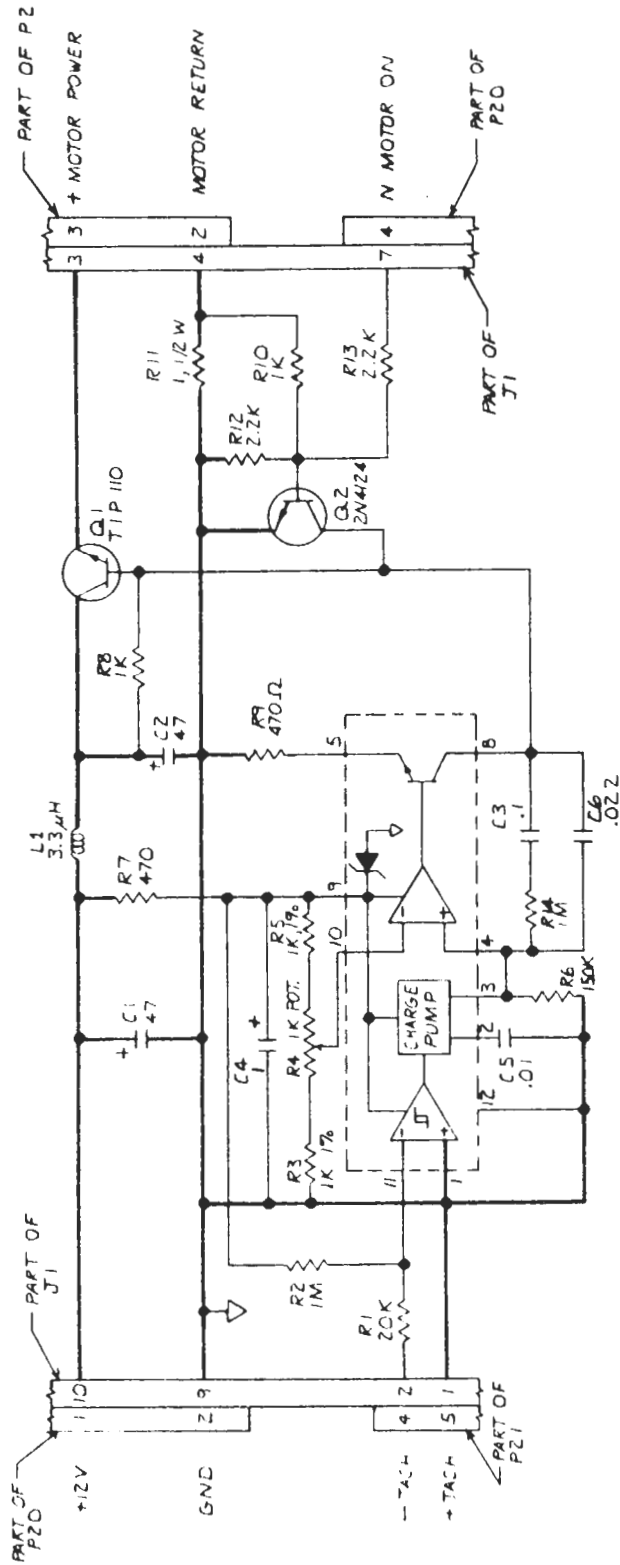 PART OF
P20
PART OF
J1
+12V
1
10
GND
2
9
-TACH
4
2
+TACH
5
1
PART OF
P21
L1
3.3 µH
C1
47
+
R7
470
C2
47
+
R8
1K
Q1
TIP 110
R2
1M
R1
20K
C4
1
+
R3
1K 1%
R4
1K POT.
R5
1K 1%
R9
470Ω
11
1
12
2
3
4
10
9
5
8
CHARGE
PUMP
-
+
-
+
C5
.01
R6
150K
R14
1M
C3
.1
C6
.022
Q2
2N4124
R12
2.2K
R11
1, 1/2 W
R10
1K
R13
2.2K
3
3
+ MOTOR POWER
4
2
MOTOR RETURN
7
4
N MOTOR ON
PART OF P2
PART OF
P20
PART OF
J1